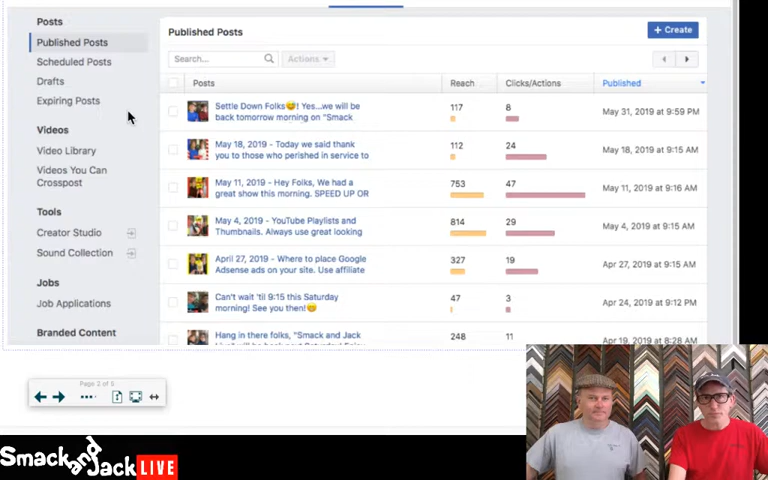 Posts
Published Posts
Scheduled Posts
Drafts
Expiring Posts
Videos
Video Library
Videos You Can
Crosspost
Tools
Creator Studio
Sound Collection
Jobs
Job Applications
Branded Content
Published Posts
+ Create
Search...
Actions
Posts Reach Clicks/Actions Published
Settle Down Folks😅! Yes...we will be back tomorrow morning on "Smack 117 8 May 31, 2019 at 9:59 PM
May 18, 2019 - Today we said thank you to those who perished in service to 112 24 May 18, 2019 at 9:15 AM
May 11, 2019 - Hey Folks, We had a great show this morning. SPEED UP OR 753 47 May 11, 2019 at 9:16 AM
May 4, 2019 - YouTube Playlists and Thumbnails. Always use great looking 814 29 May 4, 2019 at 9:15 AM
April 27, 2019 - Where to place Google Adsense ads on your site. Use affiliate 327 19 Apr 27, 2019 at 9:15 AM
Can't wait 'til 9:15 this Saturday morning! See you then!😊 47 3 Apr 24, 2019 at 9:12 PM
Hang in there folks, "Smack and Jack 248 11 Apr 19, 2019 at 8:28 AM
Page 2 of 5
Smack and Jack LIVE